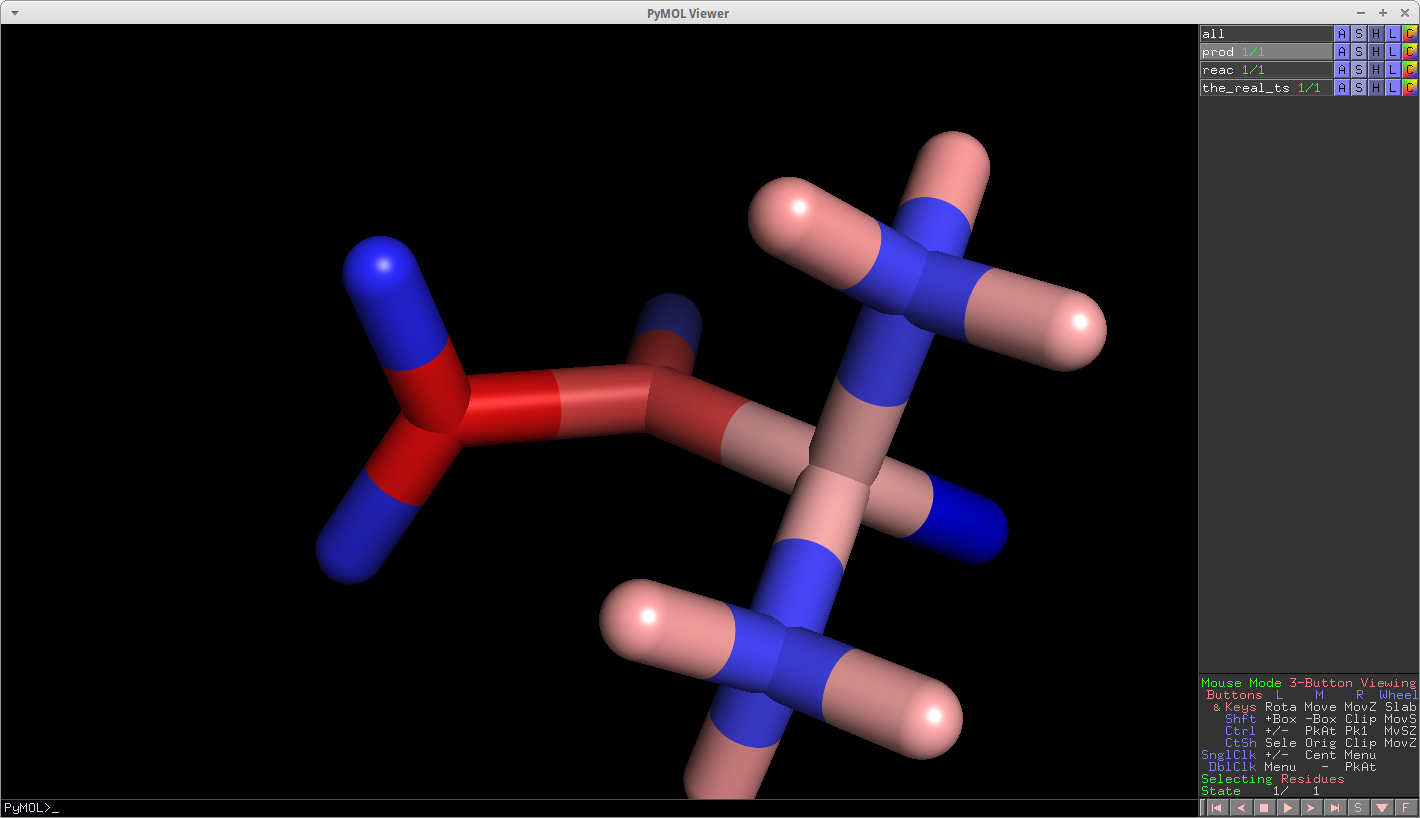 PyMOL Viewer
all A S H L C
prod 1/1 A S H L C
reac 1/1 A S H L C
the_real_ts 1/1 A S H L C
Mouse Mode 3-Button Viewing
Buttons L M R Wheel
& Keys Rota Move MovZ Slab
Shft +Box -Box Clip MovS
Ctrl +/- PkAt Pk1 MvSZ
CtSh Sele Orig Clip MovZ
SnglClk +/- Cent Menu
DblClk Menu - PkAt
Selecting Residues
State 1/ 1
PyMOL>_
S F